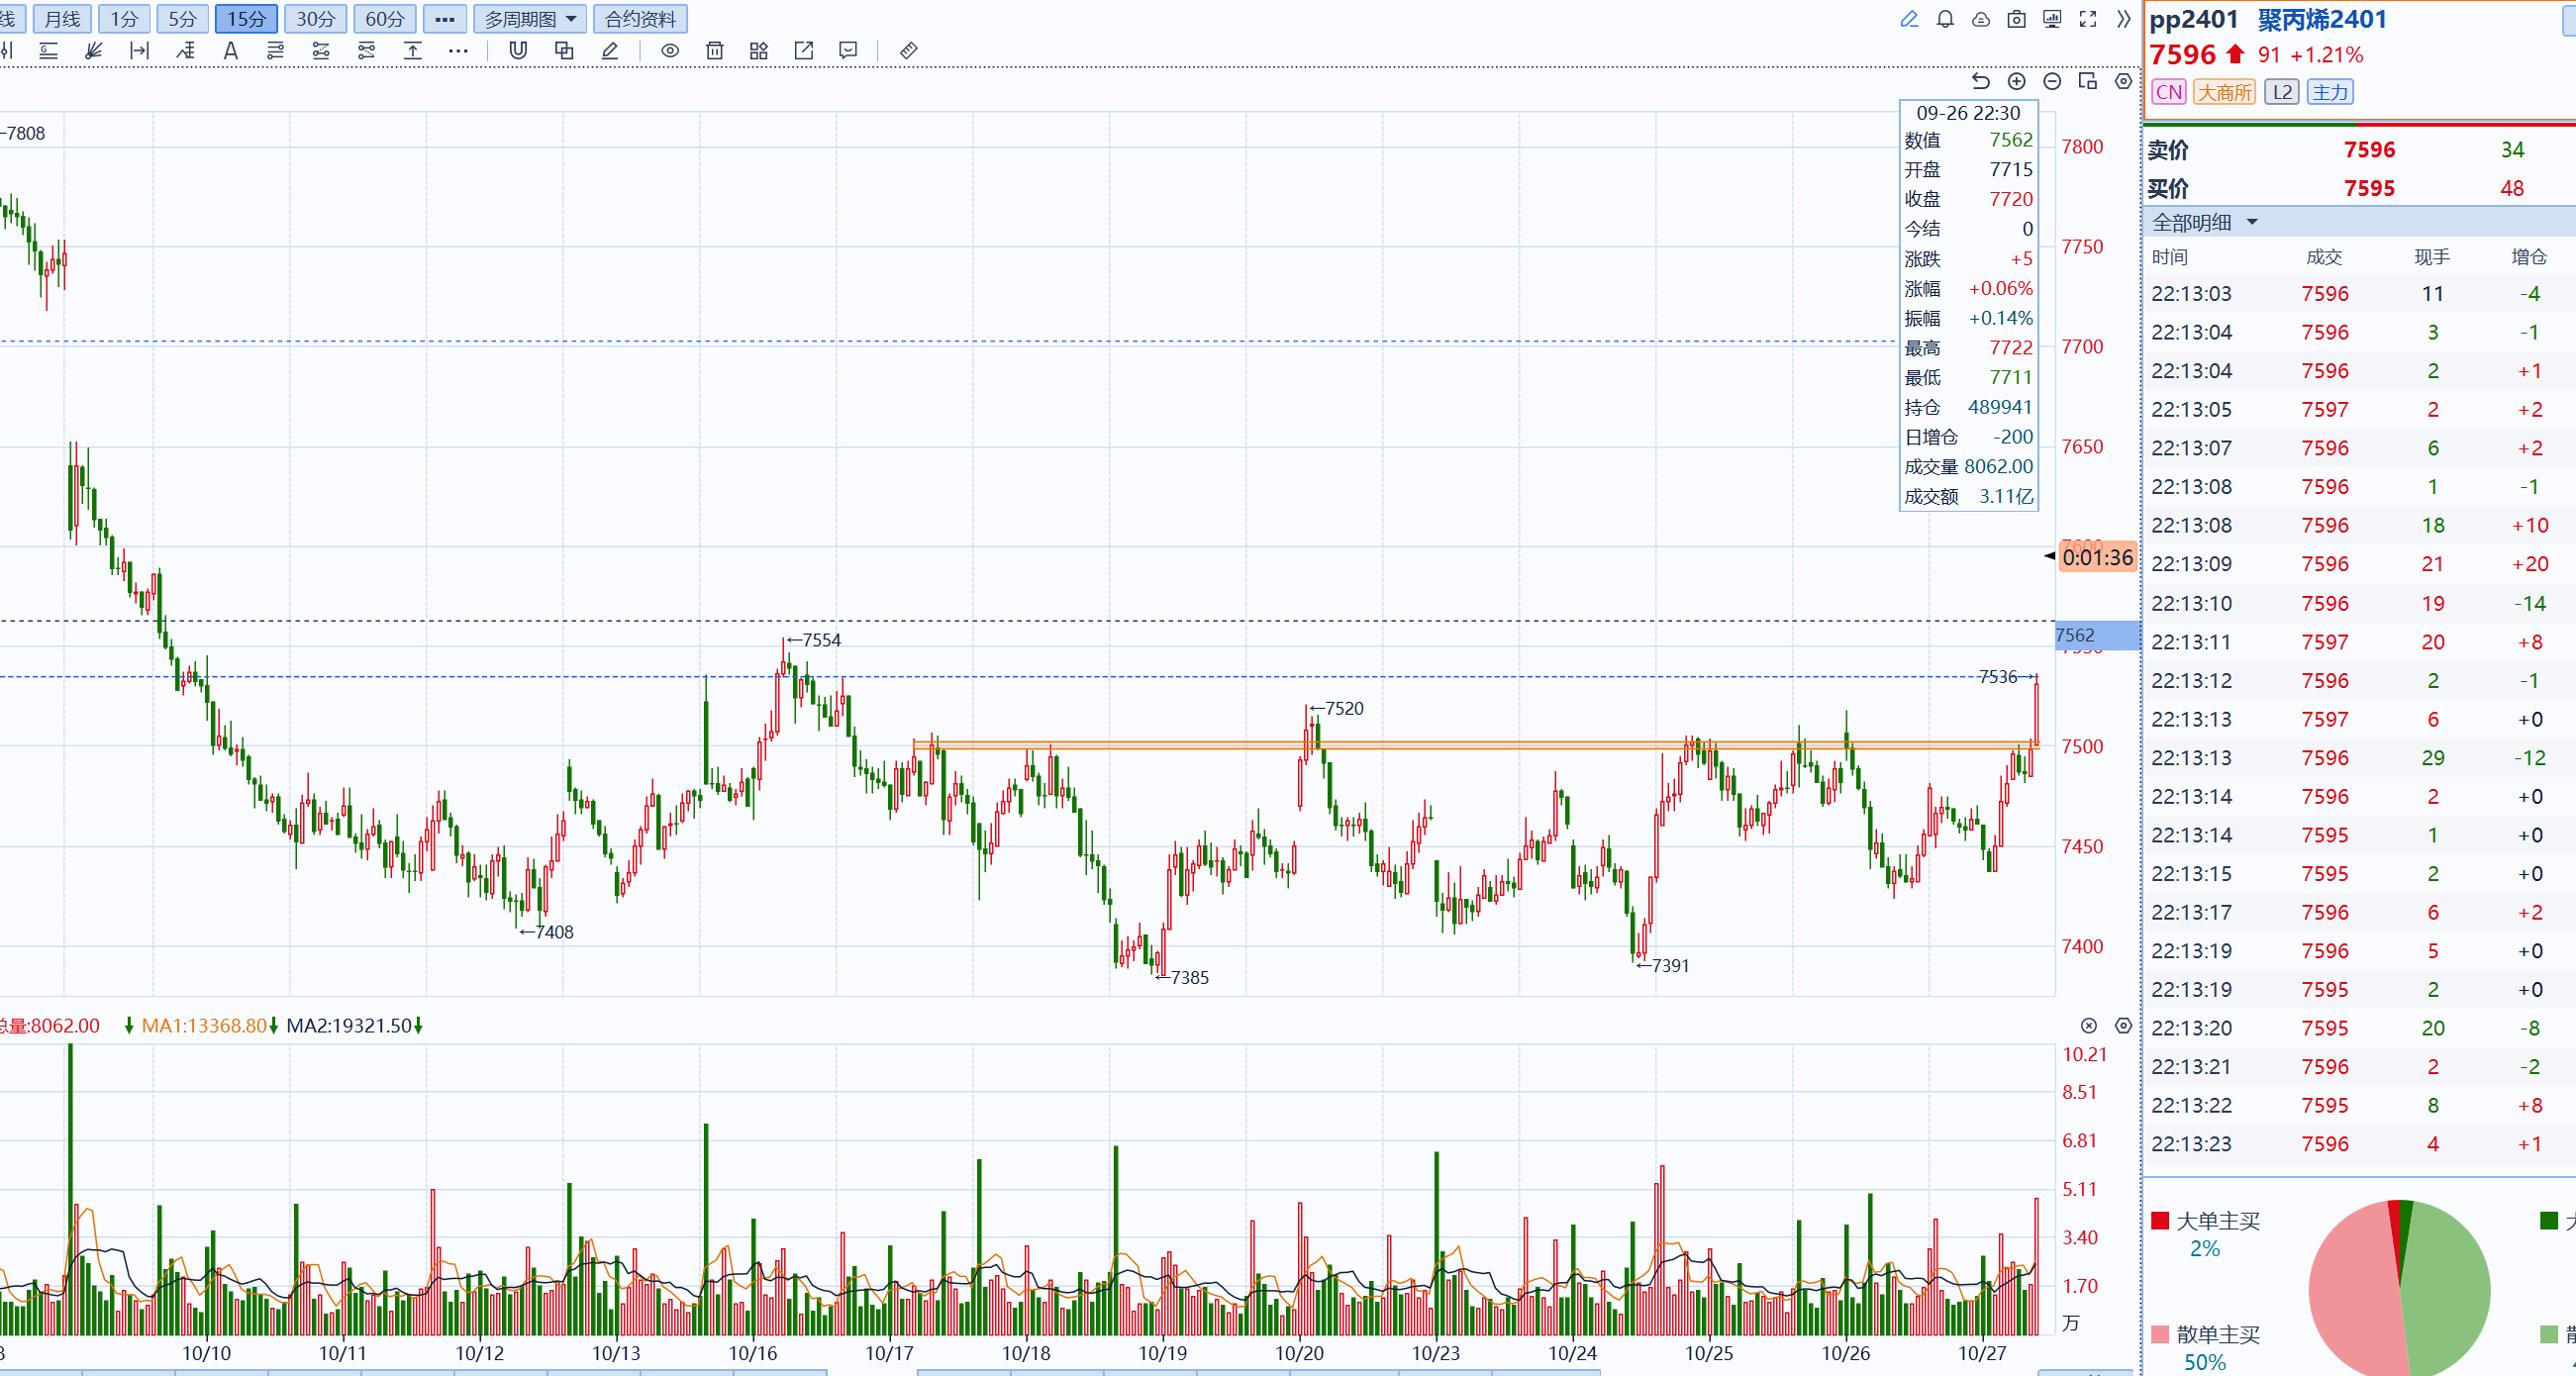 线 月线 1分 5分 15分 30分 60分 ••• 多周期图 合约资料
7808
09-26 22:30
数值 7562
开盘 7715
收盘 7720
今结 0
涨跌 +5
涨幅 +0.06%
振幅 +0.14%
最高 7722
最低 7711
持仓 489941
日增仓 -200
成交量 8062.00
成交额 3.11亿
7800
7750
7700
7650
0:01:36
7562
7500
7450
7400
←7554
7536→
←7520
←7408
←7385
←7391
总量:8062.00 MA1:13368.80 MA2:19321.50
10.21
8.51
6.81
5.11
3.40
1.70
万
10/10 10/11 10/12 10/13 10/16 10/17 10/18 10/19 10/20 10/23 10/24 10/25 10/26 10/27
pp2401 聚丙烯2401
7596 91 +1.21%
CN 大商所 L2 主力
卖价 7596 34
买价 7595 48
全部明细
时间 成交 现手 增仓
22:13:03 7596 11 -4
22:13:04 7596 3 -1
22:13:04 7596 2 +1
22:13:05 7597 2 +2
22:13:07 7596 6 +2
22:13:08 7596 1 -1
22:13:08 7596 18 +10
22:13:09 7596 21 +20
22:13:10 7596 19 -14
22:13:11 7597 20 +8
22:13:12 7596 2 -1
22:13:13 7597 6 +0
22:13:13 7596 29 -12
22:13:14 7596 2 +0
22:13:14 7595 1 +0
22:13:15 7595 2 +0
22:13:17 7596 6 +2
22:13:19 7596 5 +0
22:13:19 7595 2 +0
22:13:20 7595 20 -8
22:13:21 7596 2 -2
22:13:22 7595 8 +8
22:13:23 7596 4 +1
大单主买
2%
散单主买
50%